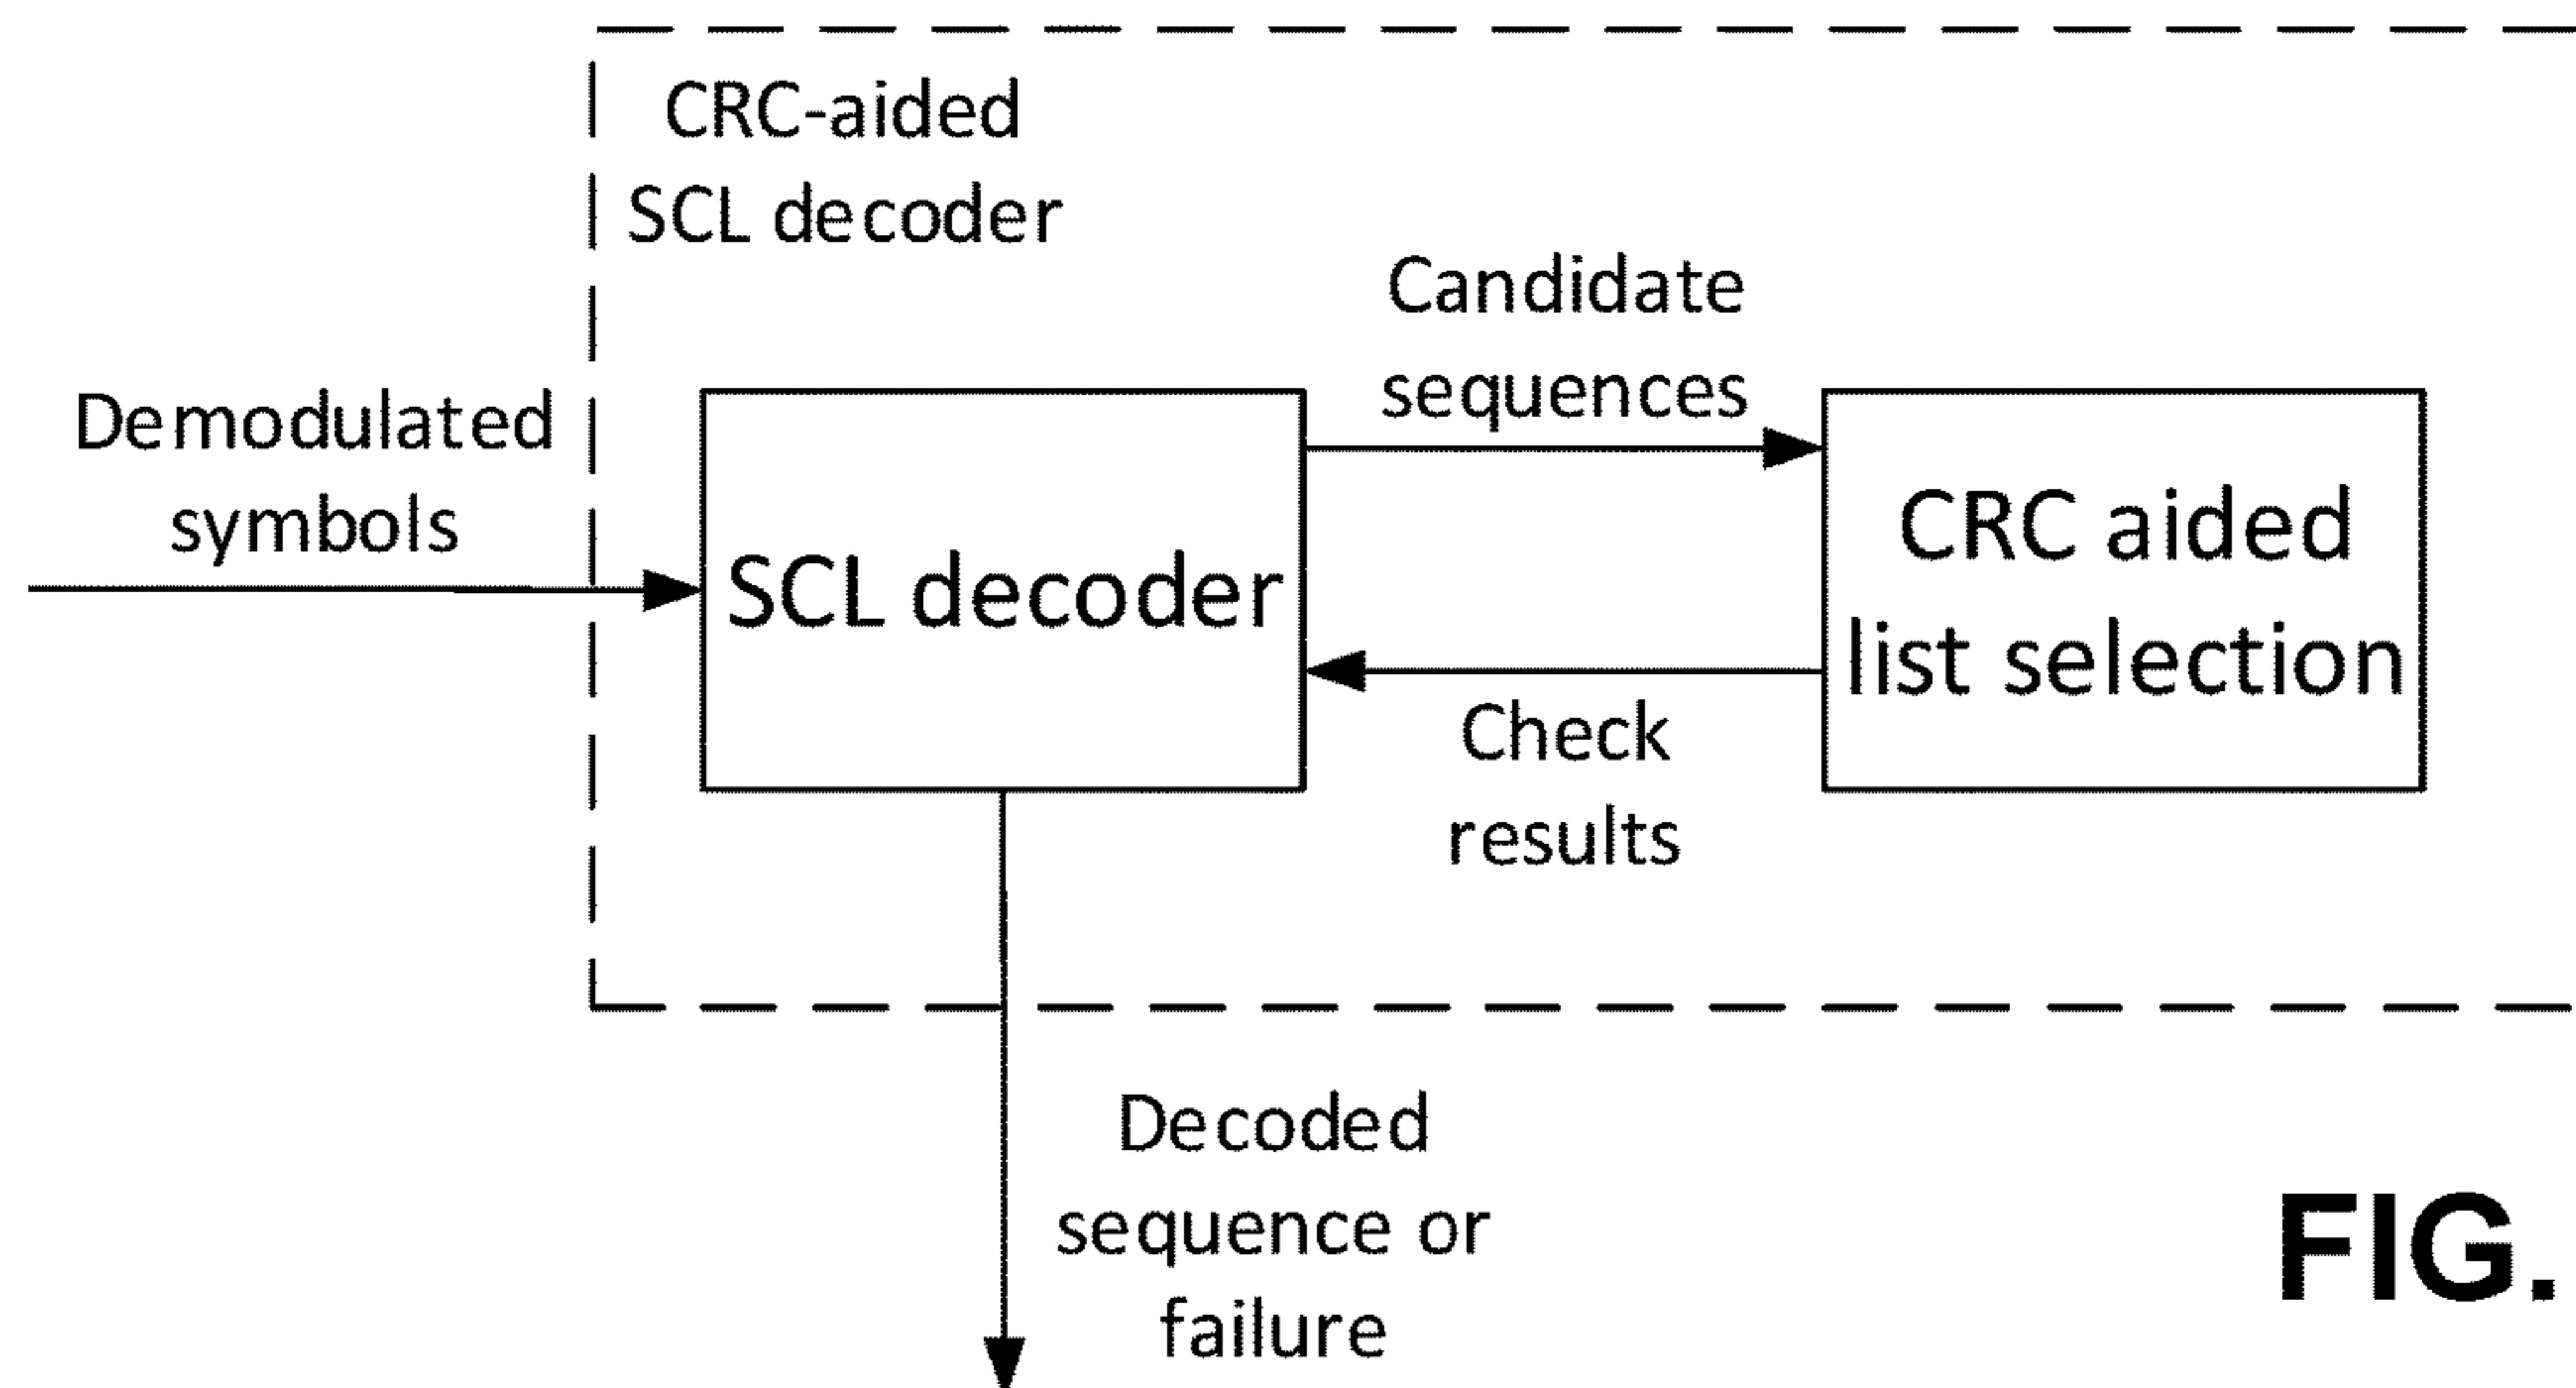 CRC-aided
SCL decoder
Candidate
sequences
Demodulated
symbols
SCL decoder
CRC aided
list selection
Check
results
Decoded
sequence or
failure
FIG.